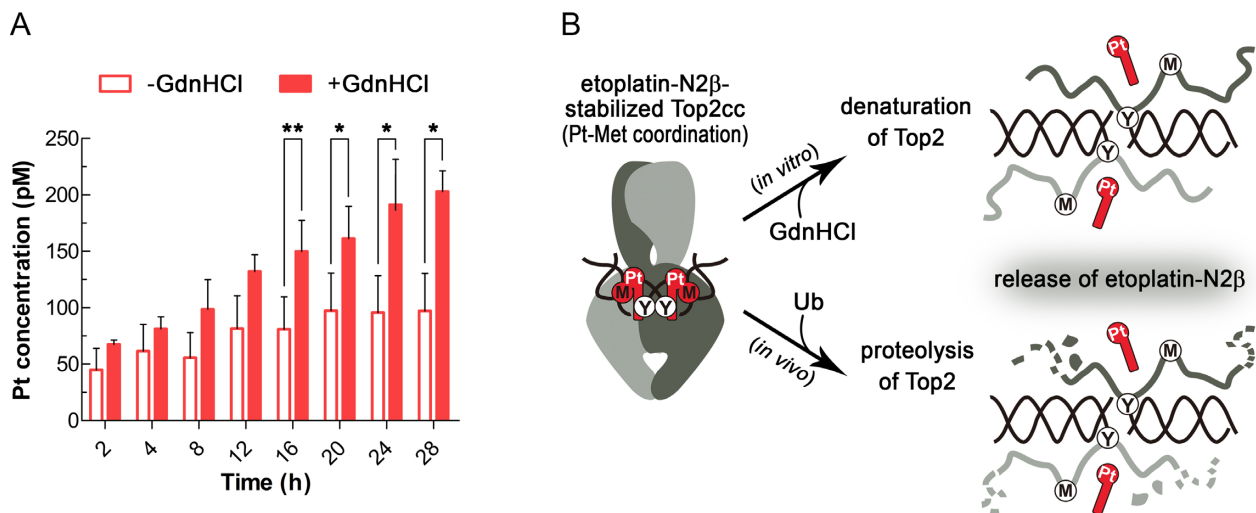 A
-GdnHCl
+GdnHCl
Pt concentration (pM)
250
200
150
100
50
0
** * * *
2 4 8 12 16 20 24 28
Time (h)
B
etoplatin-N2β-
stabilized Top2cc
(Pt-Met coordination)
Pt Pt
M M
Y Y
(in vitro)
GdnHCl
denaturation
of Top2
Pt
M
Y
Y
Pt
M
release of etoplatin-N2β
Ub
(in vivo)
proteolysis
of Top2
Pt
M
Y
Y
Pt
M